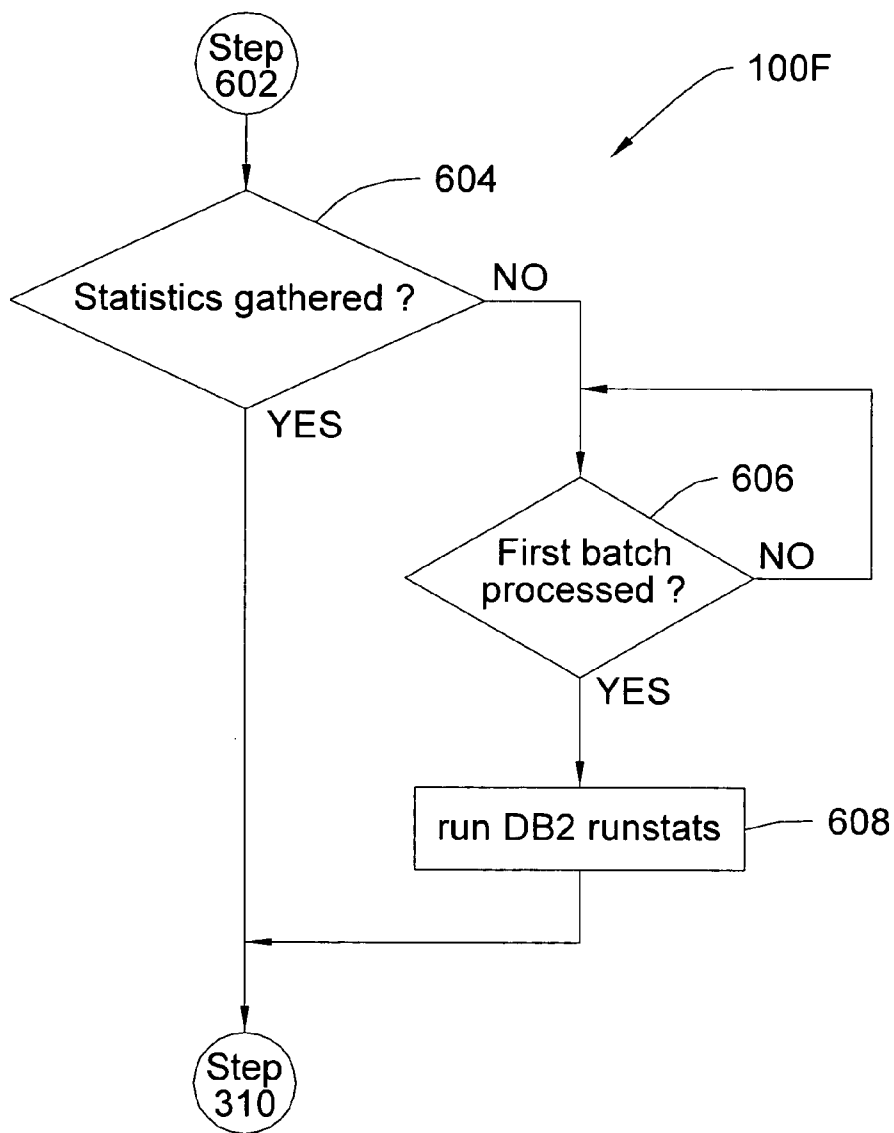 Step
602
100F
604
Statistics gathered ?
NO
YES
606
First batch
processed ?
NO
YES
run DB2 runstats
608
Step
310